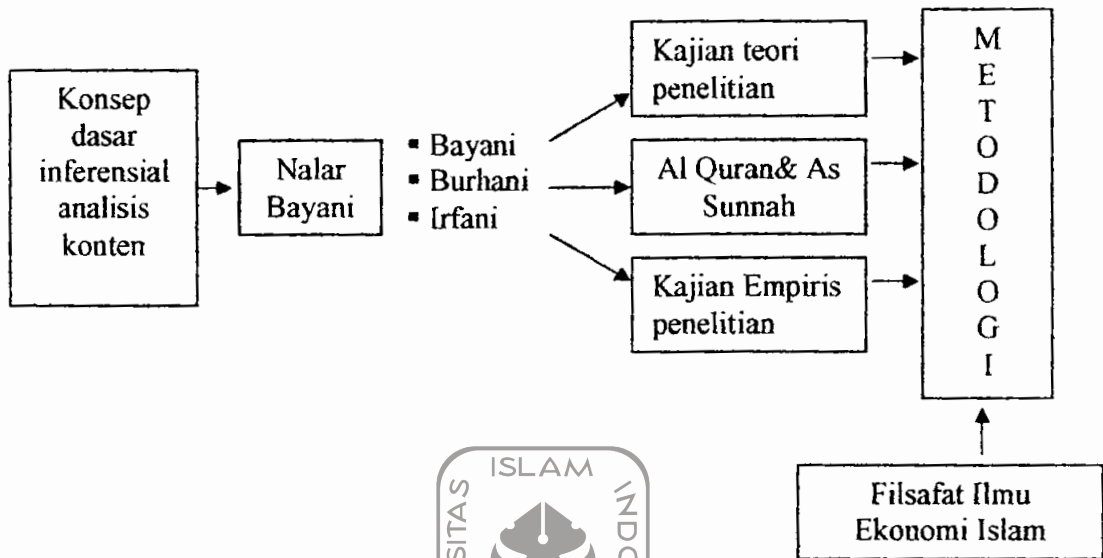 Konsep
dasar
inferensial
analisis
konten
Nalar
Bayani
▪ Bayani
▪ Burhani
▪ Irfani
Kajian teori
penelitian
Al Quran& As
Sunnah
Kajian Empiris
penelitian
M
E
T
O
D
O
L
O
G
I
Filsafat Ilmu
Ekonomi Islam
ISLAM